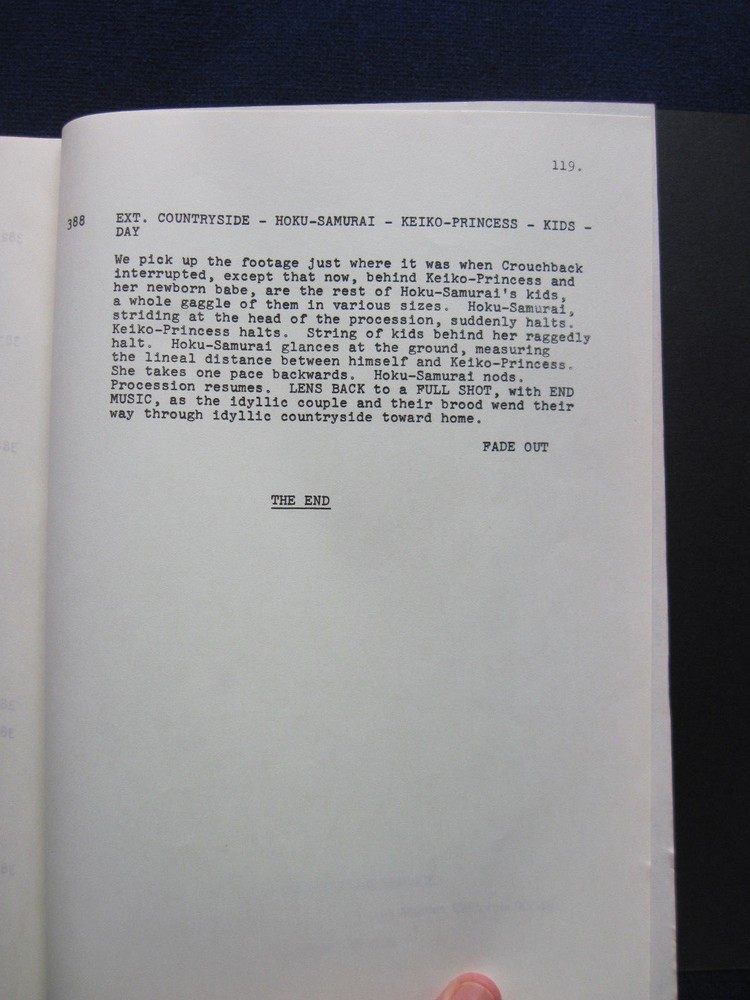 119.
388 EXT. COUNTRYSIDE - HOKU-SAMURAI - KEIKO-PRINCESS - KIDS -
DAY
We pick up the footage just where it was when Crouchback
interrupted, except that now, behind Keiko-Princess and
her newborn babe, are the rest of Hoku-Samurai's kids,
a whole gaggle of them in various sizes. Hoku-Samurai,
striding at the head of the procession, suddenly halts.
Keiko-Princess halts. String of kids behind her raggedly
halt. Hoku-Samurai glances at the ground, measuring
the lineal distance between himself and Keiko-Princess.
She takes one pace backwards. Hoku-Samurai nods.
Procession resumes. LENS BACK to a FULL SHOT, with END
MUSIC, as the idyllic couple and their brood wend their
way through idyllic countryside toward home.
FADE OUT
THE END